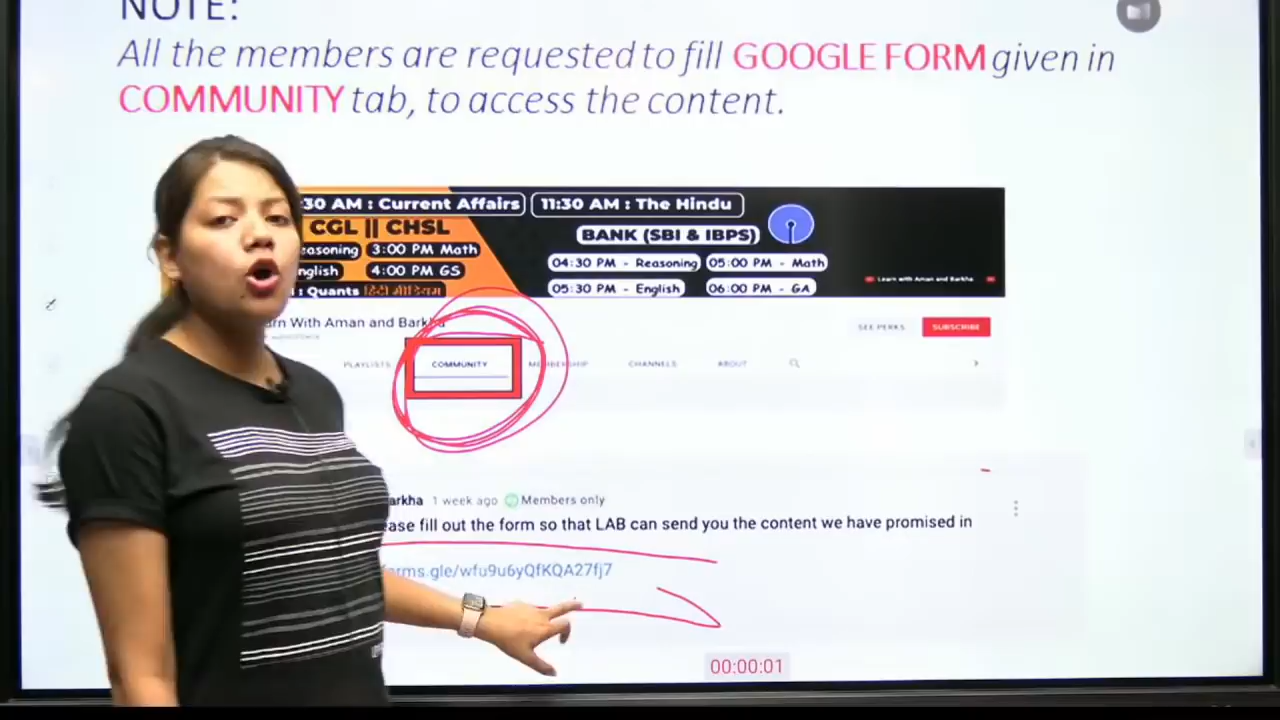 NOTE:
All the members are requested to fill GOOGLE FORM given in
COMMUNITY tab, to access the content.
30 AM : Current Affairs
11:30 AM : The Hindu
CGL || CHSL
BANK (SBI & IBPS)
easoning
3:00 PM Math
04:30 PM - Reasoning
05:00 PM - Math
nglish
4:00 PM GS
: Quants हिंदी मीडियम
05:30 PM - English
06:00 PM - GA
Learn with Aman and Barkha
arn With Aman and Barkha
SEE PERKS
SUBSCRIBE
PLAYLISTS
COMMUNITY
MEMBERSHIP
CHANNELS
ABOUT
arkha 1 week ago Members only
ease fill out the form so that LAB can send you the content we have promised in
forms.gle/wfu9u6yQfKQA27fj7
00:00:01